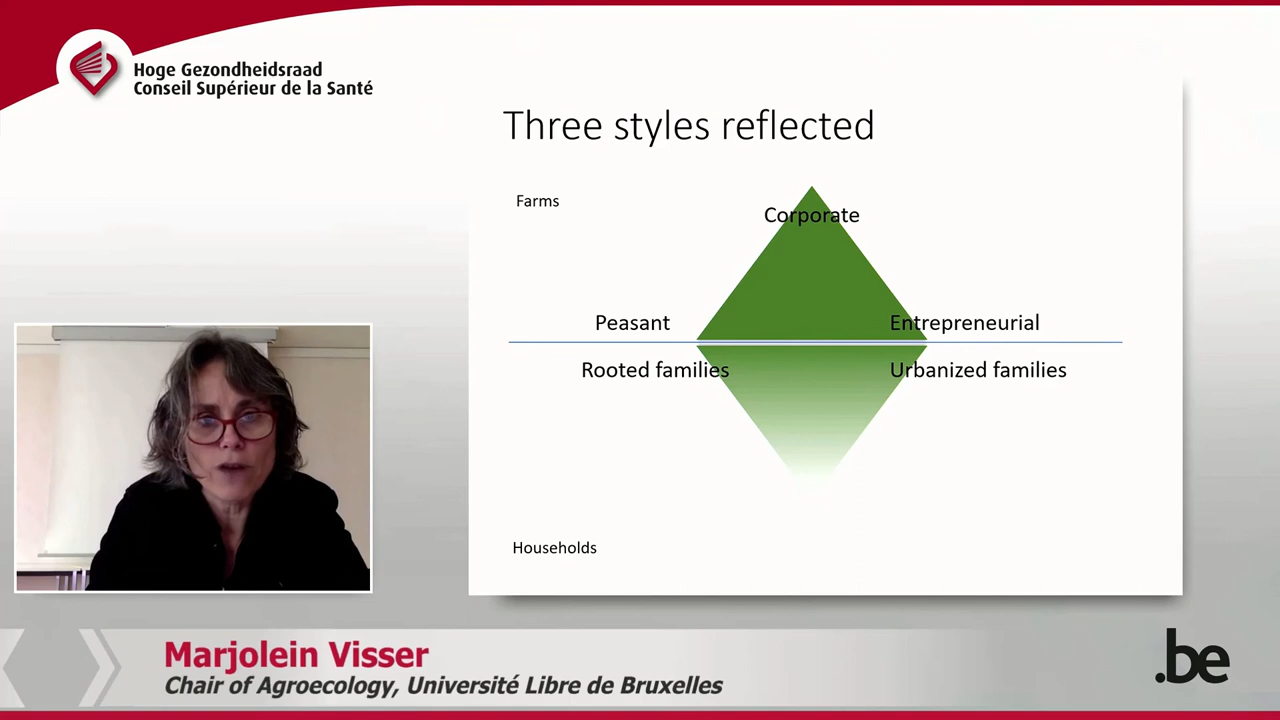 Hoge Gezondheidsraad
Conseil Supérieur de la Santé
Three styles reflected
Farms
Corporate
Peasant
Entrepreneurial
Rooted families
Urbanized families
Households
Marjolein Visser
Chair of Agroecology, Université Libre de Bruxelles
.be